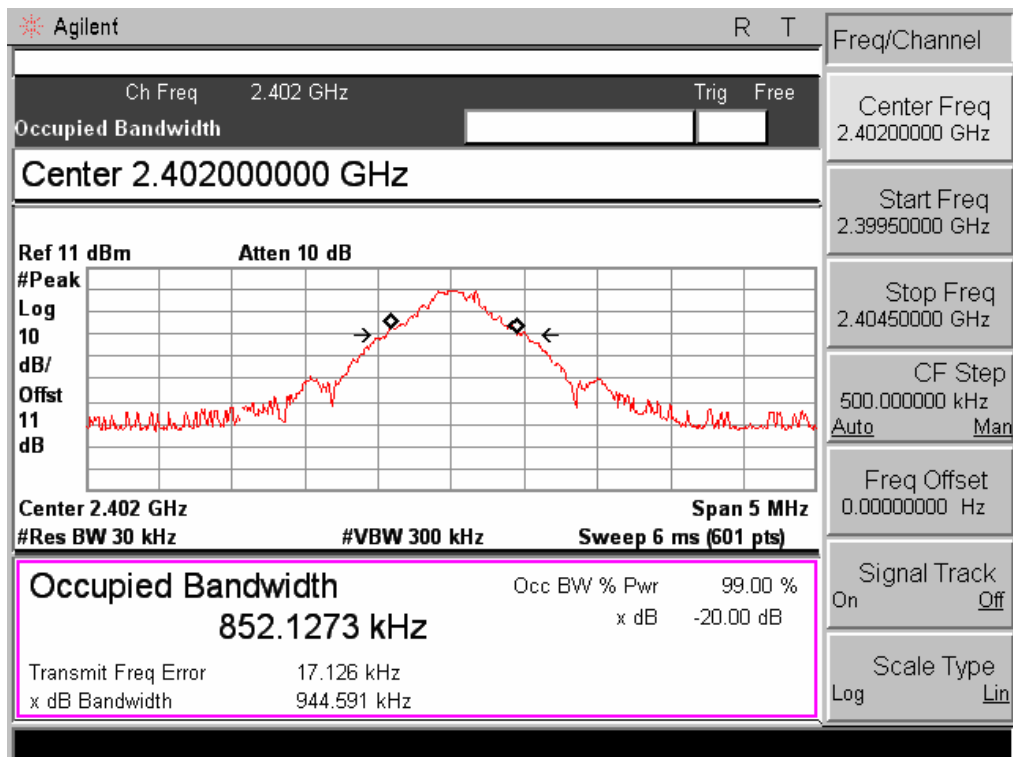 Agilent R T
Freq/Channel
Ch Freq 2.402 GHz Trig Free
Occupied Bandwidth
Center 2.402000000 GHz
Ref 11 dBm Atten 10 dB
#Peak
Log
10
dB/
Offst
11
dB
Center 2.402 GHz Span 5 MHz
#Res BW 30 kHz #VBW 300 kHz Sweep 6 ms (601 pts)
Occupied Bandwidth
852.1273 kHz
Occ BW % Pwr 99.00 %
x dB -20.00 dB
Transmit Freq Error 17.126 kHz
x dB Bandwidth 944.591 kHz
Center Freq
2.40200000 GHz
Start Freq
2.39950000 GHz
Stop Freq
2.40450000 GHz
CF Step
500.000000 kHz
Auto Man
Freq Offset
0.00000000 Hz
Signal Track
On Off
Scale Type
Log Lin